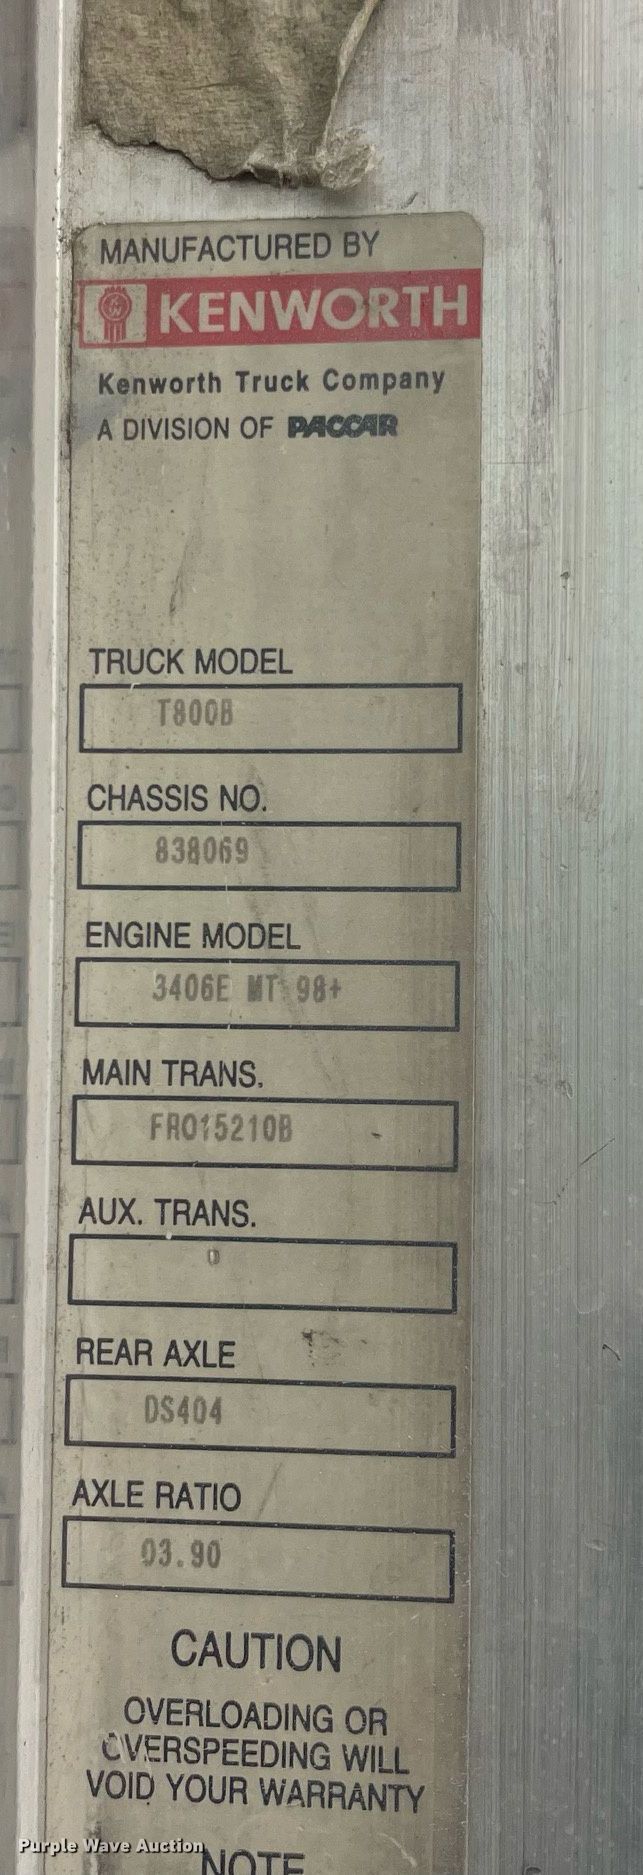 MANUFACTURED BY
KENWORTH
Kenworth Truck Company
A DIVISION OF PACCAR
TRUCK MODEL
T800B
CHASSIS NO.
838069
ENGINE MODEL
3406E MT 98+
MAIN TRANS.
FRO15210B
AUX. TRANS.
0
REAR AXLE
DS404
AXLE RATIO
03.90
CAUTION
OVERLOADING OR
OVERSPEEDING WILL
VOID YOUR WARRANTY
NOTE
Purple Wave Auction